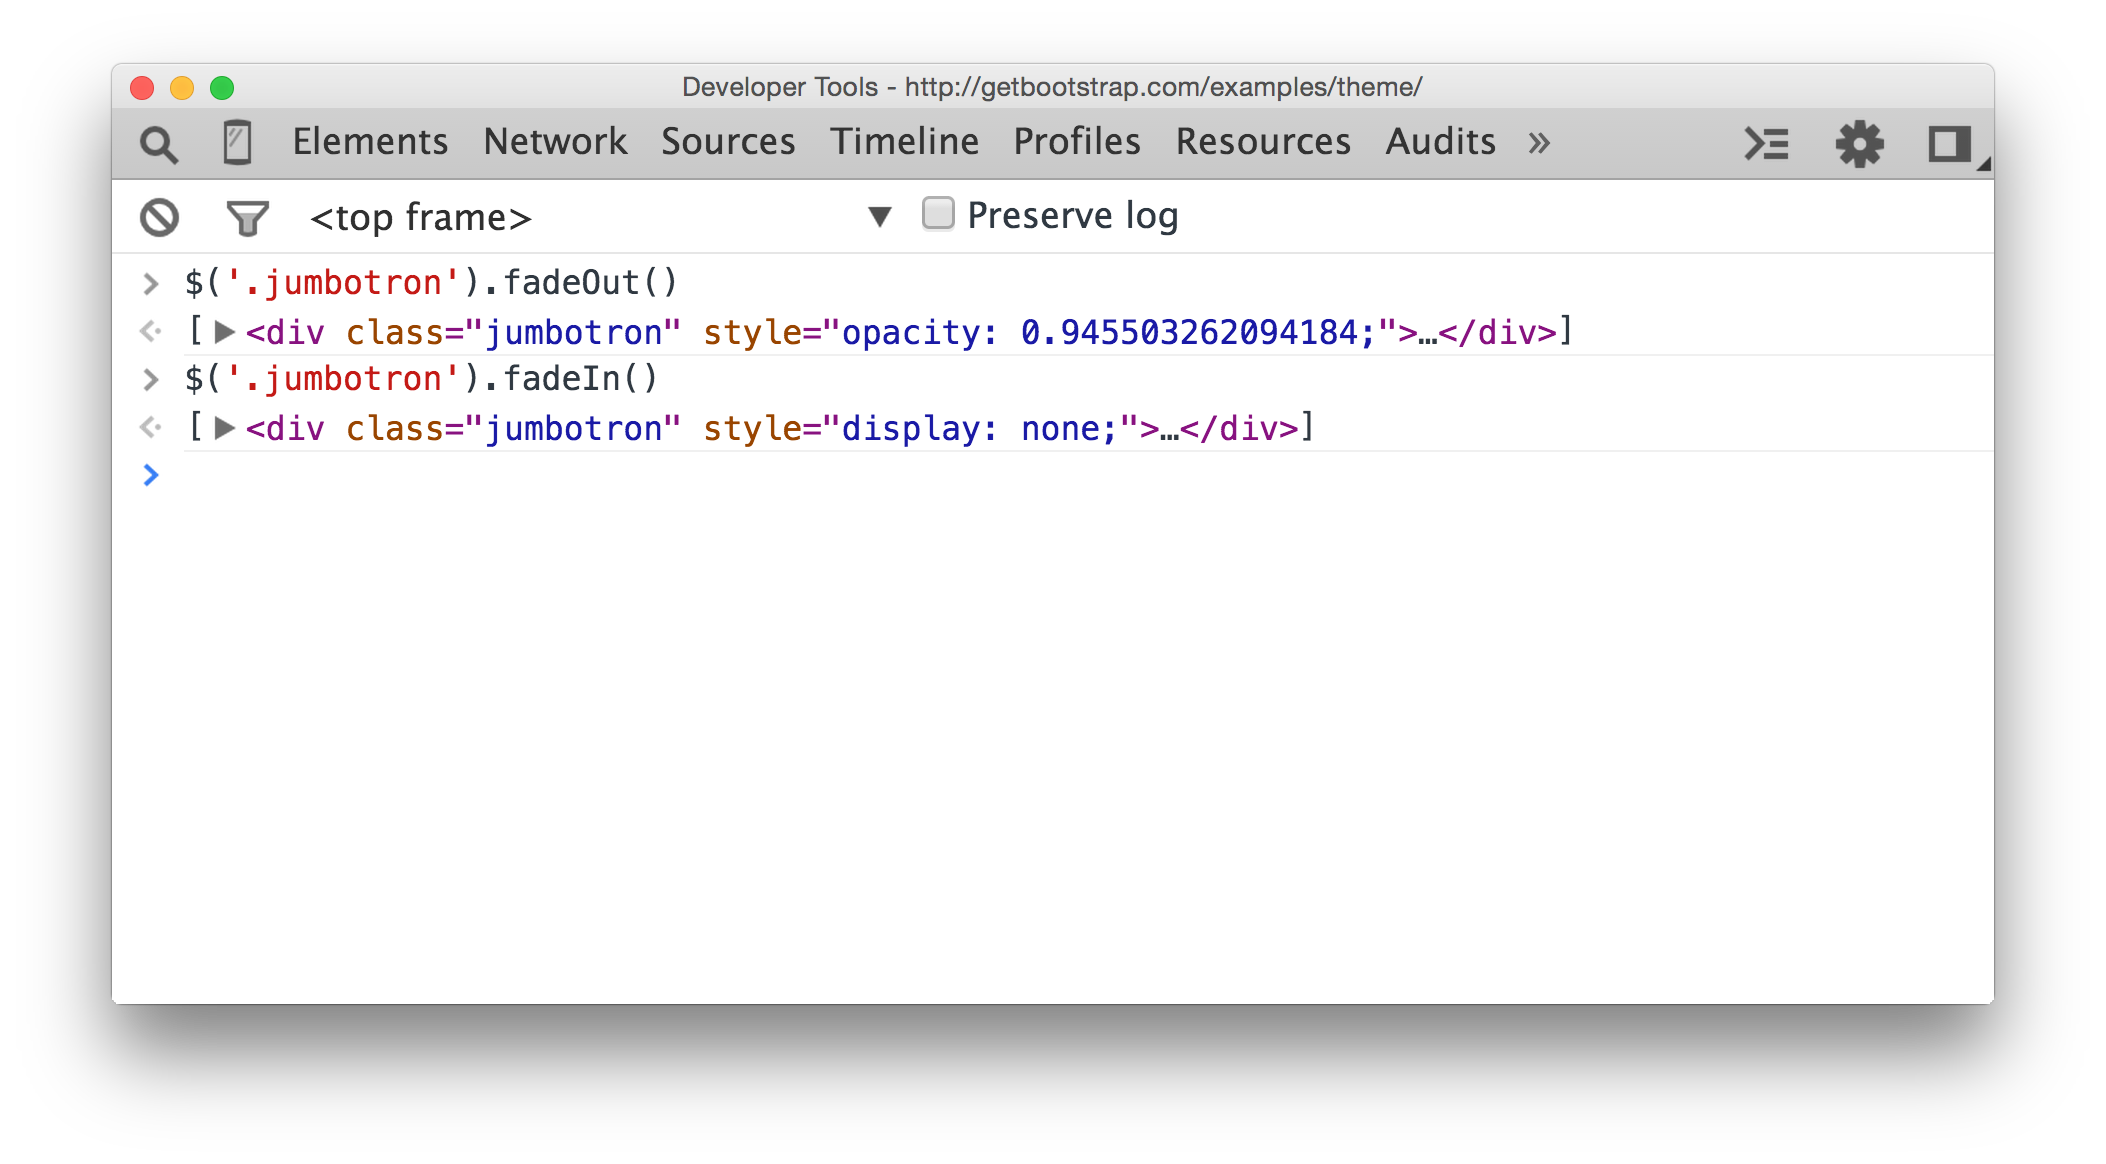 Developer Tools - http://getbootstrap.com/examples/theme/
Elements Network Sources Timeline Profiles Resources Audits »
<top frame> ▼ Preserve log
> $('.jumbotron').fadeOut()
[▶<div class="jumbotron" style="opacity: 0.945503262094184;">…</div>]
> $('.jumbotron').fadeIn()
[▶<div class="jumbotron" style="display: none;">…</div>]
>